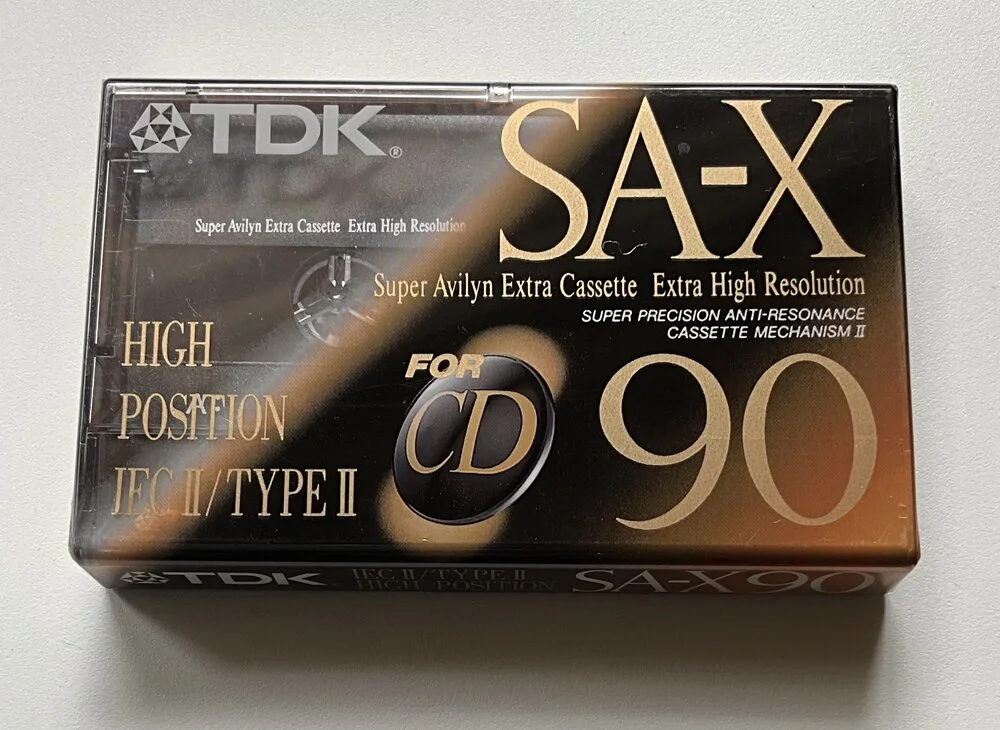 TDK®
SA-X
Super Avilyn Extra Cassette Extra High Resolution
Super Avilyn Extra Cassette Extra High Resolution
SUPER PRECISION ANTI-RESONANCE
CASSETTE MECHANISM II
HIGH
POSITION
IEC II/TYPE II
FOR
CD
90
TDK
IEC II/TYPE II
HIGH POSITION
SA-X90